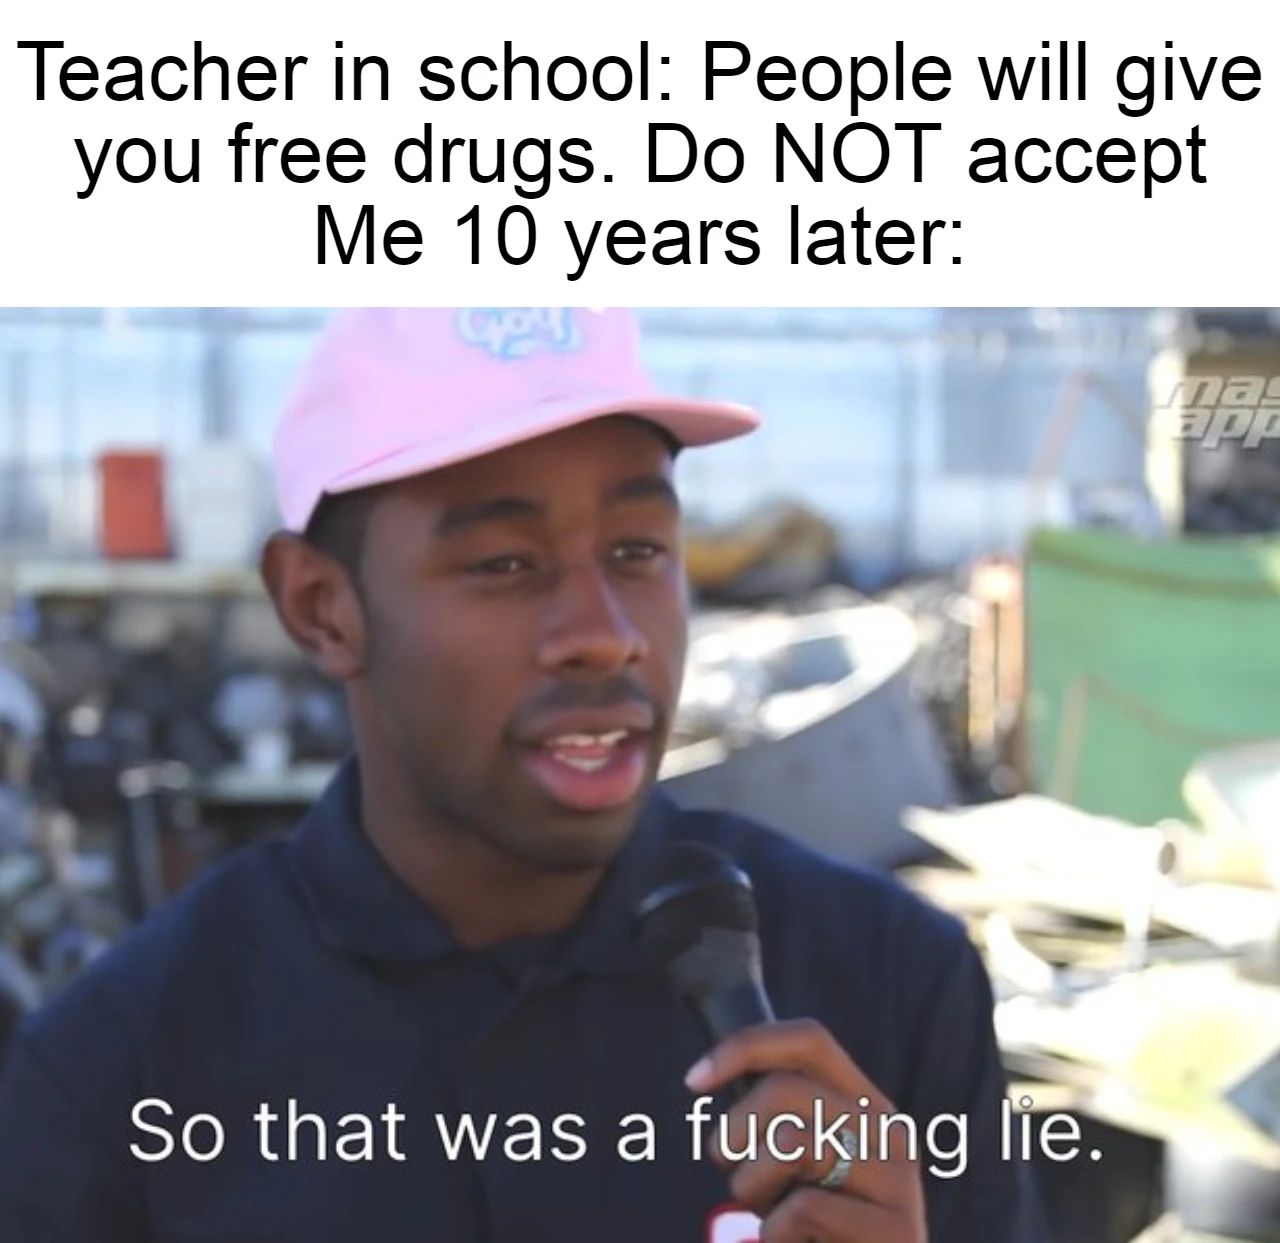 Teacher in school: People will give
you free drugs. Do NOT accept
Me 10 years later:
Golf
So that was a fucking lie.